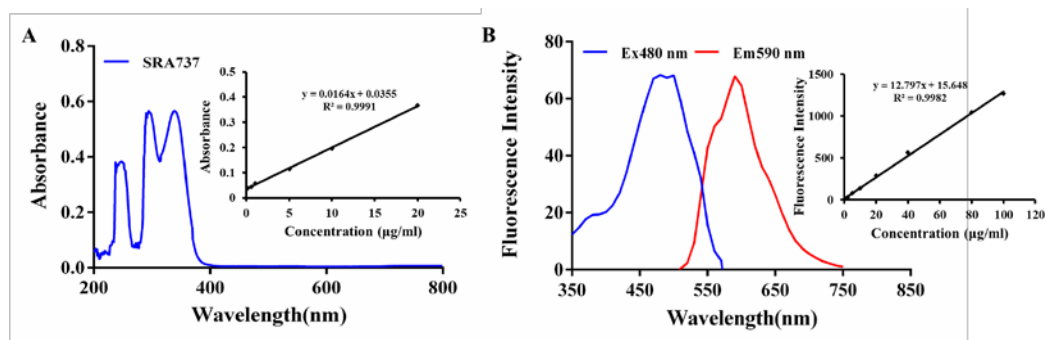 A
SRA737
Absorbance
0.8
0.6
0.4
0.2
0.0
200
400
600
800
Wavelength(nm)
y = 0.0164x + 0.0355
R² = 0.9991
Absorbance
0.5
0.4
0.3
0.2
0.1
0
0
5
10
15
20
25
Concentration (µg/ml)
B
Ex480 nm
Em590 nm
Fluorescence Intensity
80
60
40
20
0
350
450
550
650
750
850
Wavelength(nm)
y = 12.797x + 15.648
R² = 0.9982
Fluorescence Intensity
1500
1000
500
0
0
20
40
60
80
100
120
Concentration (µg/ml)